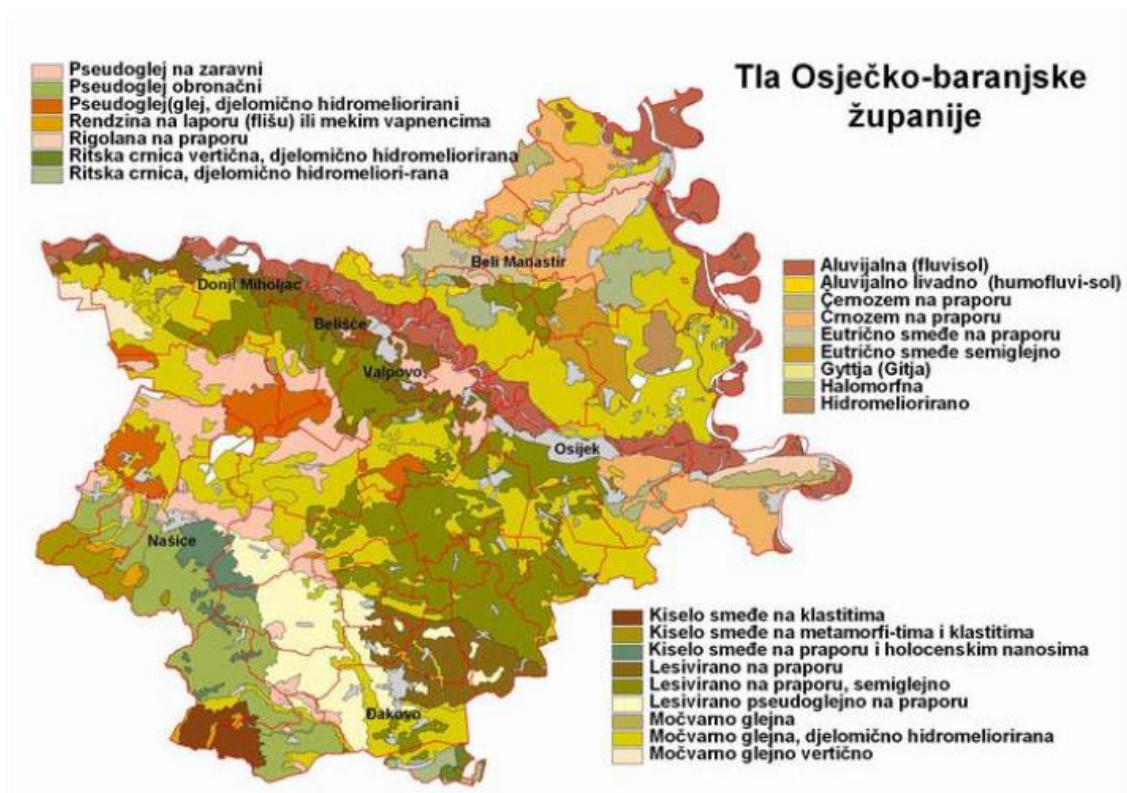 Tla Osječko-baranjske
županije
Pseudoglej na zaravni
Pseudoglej obronačni
Pseudoglej(glej, djelomično hidromeliorirani
Rendzina na laporu (flišu) ili mekim vapnencima
Rigolana na praporu
Ritska crnica vertična, djelomično hidromeliorirana
Ritska crnica, djelomično hidromeliori-rana
Beli Manastir
Donji Miholjac
Belišće
Valpovo
Osijek
Našice
Đakovo
Aluvijalna (fluvisol)
Aluvijalno livadno (humofluvi-sol)
Černozem na praporu
Črnozem na praporu
Eutrično smeđe na praporu
Eutrično smeđe semiglejno
Gyttja (Gitja)
Halomorfna
Hidromeliorirano
Kiselo smeđe na klastitima
Kiselo smeđe na metamorfi-tima i klastitima
Kiselo smeđe na praporu i holocenskim nanosima
Lesivirano na praporu
Lesivirano na praporu, semiglejno
Lesivirano pseudoglejno na praporu
Močvarno glejna
Močvarno glejna, djelomično hidromeliorirana
Močvarno glejno vertično